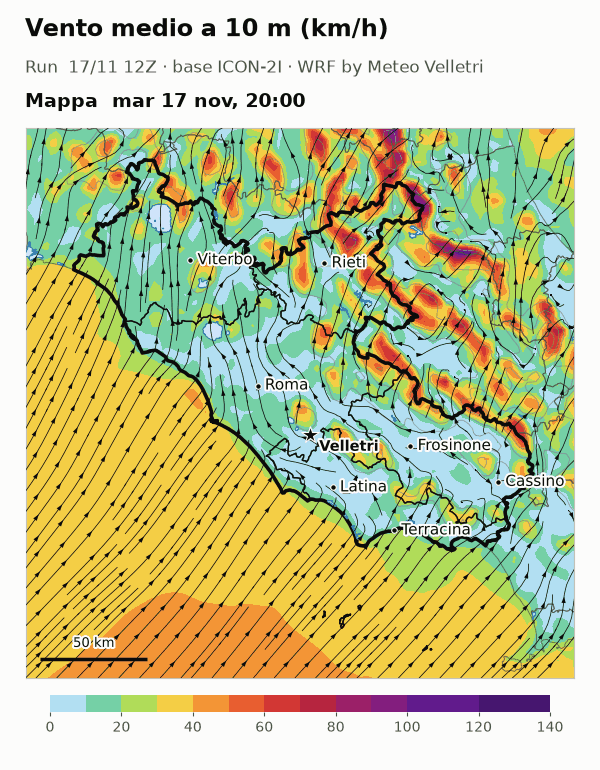 Vento medio a 10 m (km/h)
Run 17/11 12Z · base ICON-2I · WRF by Meteo Velletri
Mappa mar 17 nov, 20:00
Viterbo
Rieti
Roma
Velletri
Frosinone
Cassino
Latina
Terracina
50 km
0 20 40 60 80 100 120 140